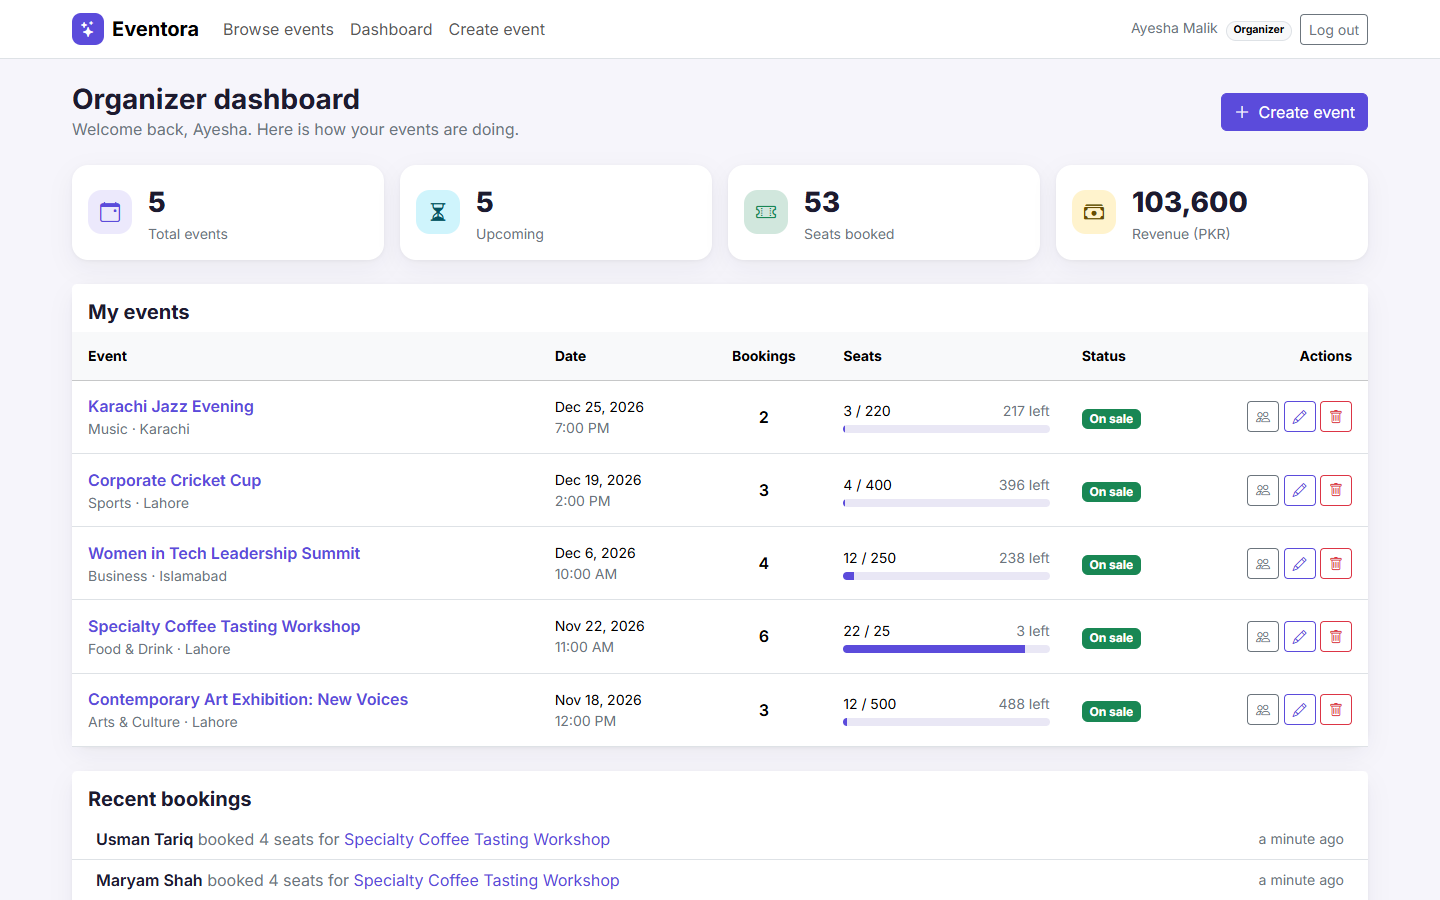 Eventora Browse events Dashboard Create event Ayesha Malik Organizer Log out
Organizer dashboard
Welcome back, Ayesha. Here is how your events are doing.
Create event
5
Total events
5
Upcoming
53
Seats booked
103,600
Revenue (PKR)
My events
Event Date Bookings Seats Status Actions
Karachi Jazz Evening Dec 25, 2026 2 3 / 220 217 left On sale
Music · Karachi 7:00 PM
Corporate Cricket Cup Dec 19, 2026 3 4 / 400 396 left On sale
Sports · Lahore 2:00 PM
Women in Tech Leadership Summit Dec 6, 2026 4 12 / 250 238 left On sale
Business · Islamabad 10:00 AM
Specialty Coffee Tasting Workshop Nov 22, 2026 6 22 / 25 3 left On sale
Food & Drink · Lahore 11:00 AM
Contemporary Art Exhibition: New Voices Nov 18, 2026 3 12 / 500 488 left On sale
Arts & Culture · Lahore 12:00 PM
Recent bookings
Usman Tariq booked 4 seats for Specialty Coffee Tasting Workshop a minute ago
Maryam Shah booked 4 seats for Specialty Coffee Tasting Workshop a minute ago